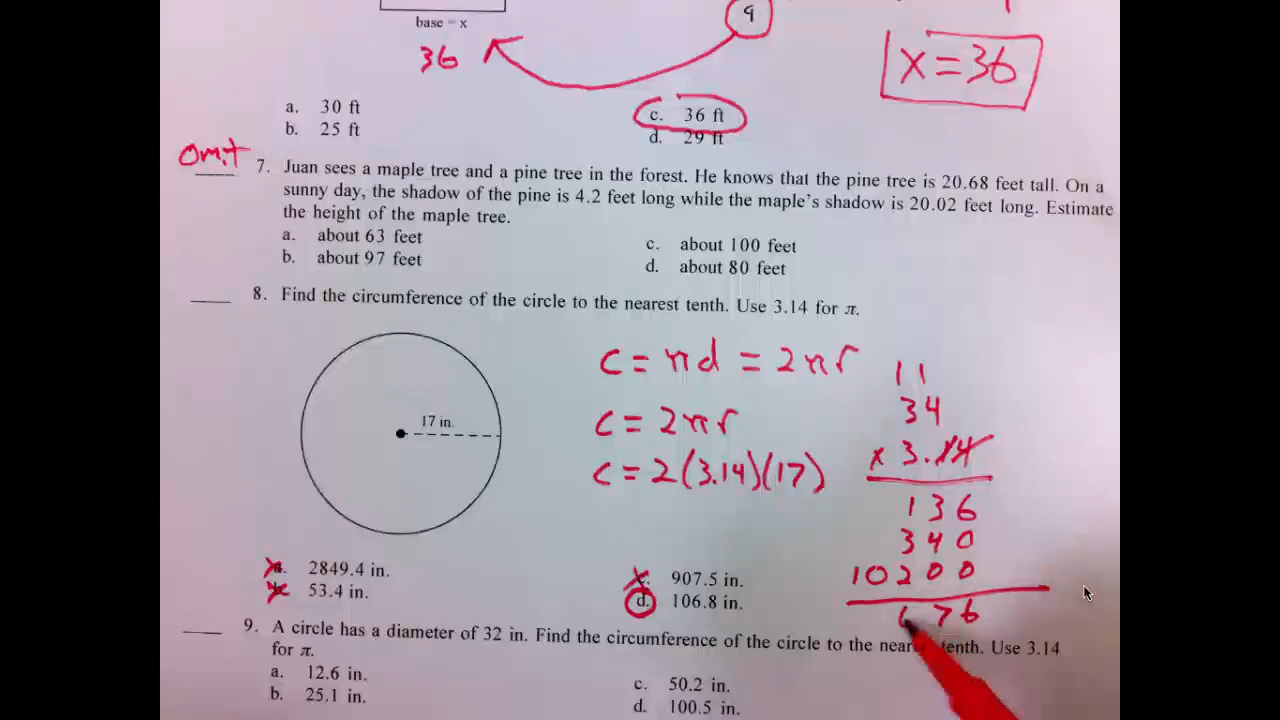 base = x
9
36
x=36
a. 30 ft
c. 36 ft
b. 25 ft
d. 29 ft
Omit
7. Juan sees a maple tree and a pine tree in the forest. He knows that the pine tree is 20.68 feet tall. On a
sunny day, the shadow of the pine is 4.2 feet long while the maple's shadow is 20.02 feet long. Estimate
the height of the maple tree.
a. about 63 feet
c. about 100 feet
b. about 97 feet
d. about 80 feet
8. Find the circumference of the circle to the nearest tenth. Use 3.14 for π.
17 in.
C = πd = 2πr
C = 2πr
C = 2(3.14)(17)
11
34
x 3.14
136
340
10200
676
a. 2849.4 in.
c. 907.5 in.
53.4 in.
d. 106.8 in.
9. A circle has a diameter of 32 in. Find the circumference of the circle to the nearest tenth. Use 3.14
for π.
a. 12.6 in.
c. 50.2 in.
b. 25.1 in.
d. 100.5 in.